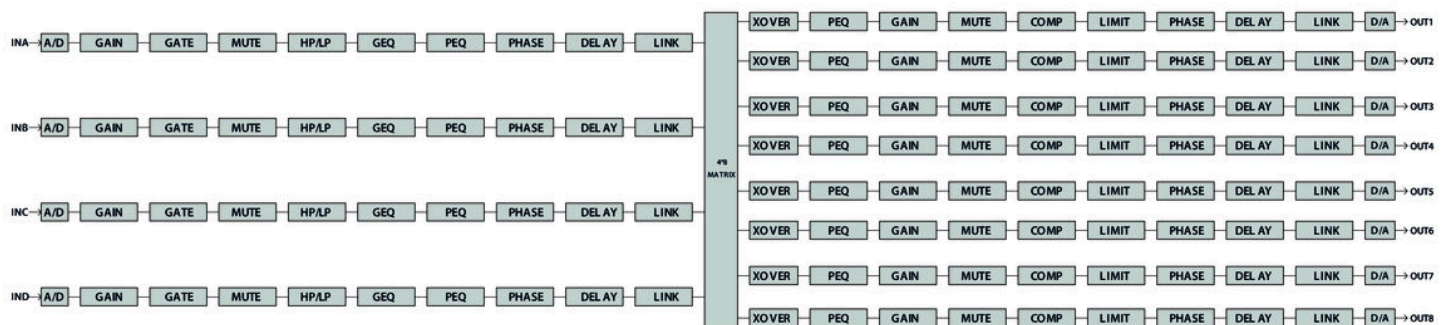 INA A/D GAIN GATE MUTE HP/LP GEQ PEQ PHASE DELAY LINK
INB A/D GAIN GATE MUTE HP/LP GEQ PEQ PHASE DELAY LINK
INC A/D GAIN GATE MUTE HP/LP GEQ PEQ PHASE DELAY LINK
IND A/D GAIN GATE MUTE HP/LP GEQ PEQ PHASE DELAY LINK
4*8
MATRIX
XOVER PEQ GAIN MUTE COMP LIMIT PHASE DELAY LINK D/A OUT1
XOVER PEQ GAIN MUTE COMP LIMIT PHASE DELAY LINK D/A OUT2
XOVER PEQ GAIN MUTE COMP LIMIT PHASE DELAY LINK D/A OUT3
XOVER PEQ GAIN MUTE COMP LIMIT PHASE DELAY LINK D/A OUT4
XOVER PEQ GAIN MUTE COMP LIMIT PHASE DELAY LINK D/A OUT5
XOVER PEQ GAIN MUTE COMP LIMIT PHASE DELAY LINK D/A OUT6
XOVER PEQ GAIN MUTE COMP LIMIT PHASE DELAY LINK D/A OUT7
XOVER PEQ GAIN MUTE COMP LIMIT PHASE DELAY LINK D/A OUT8